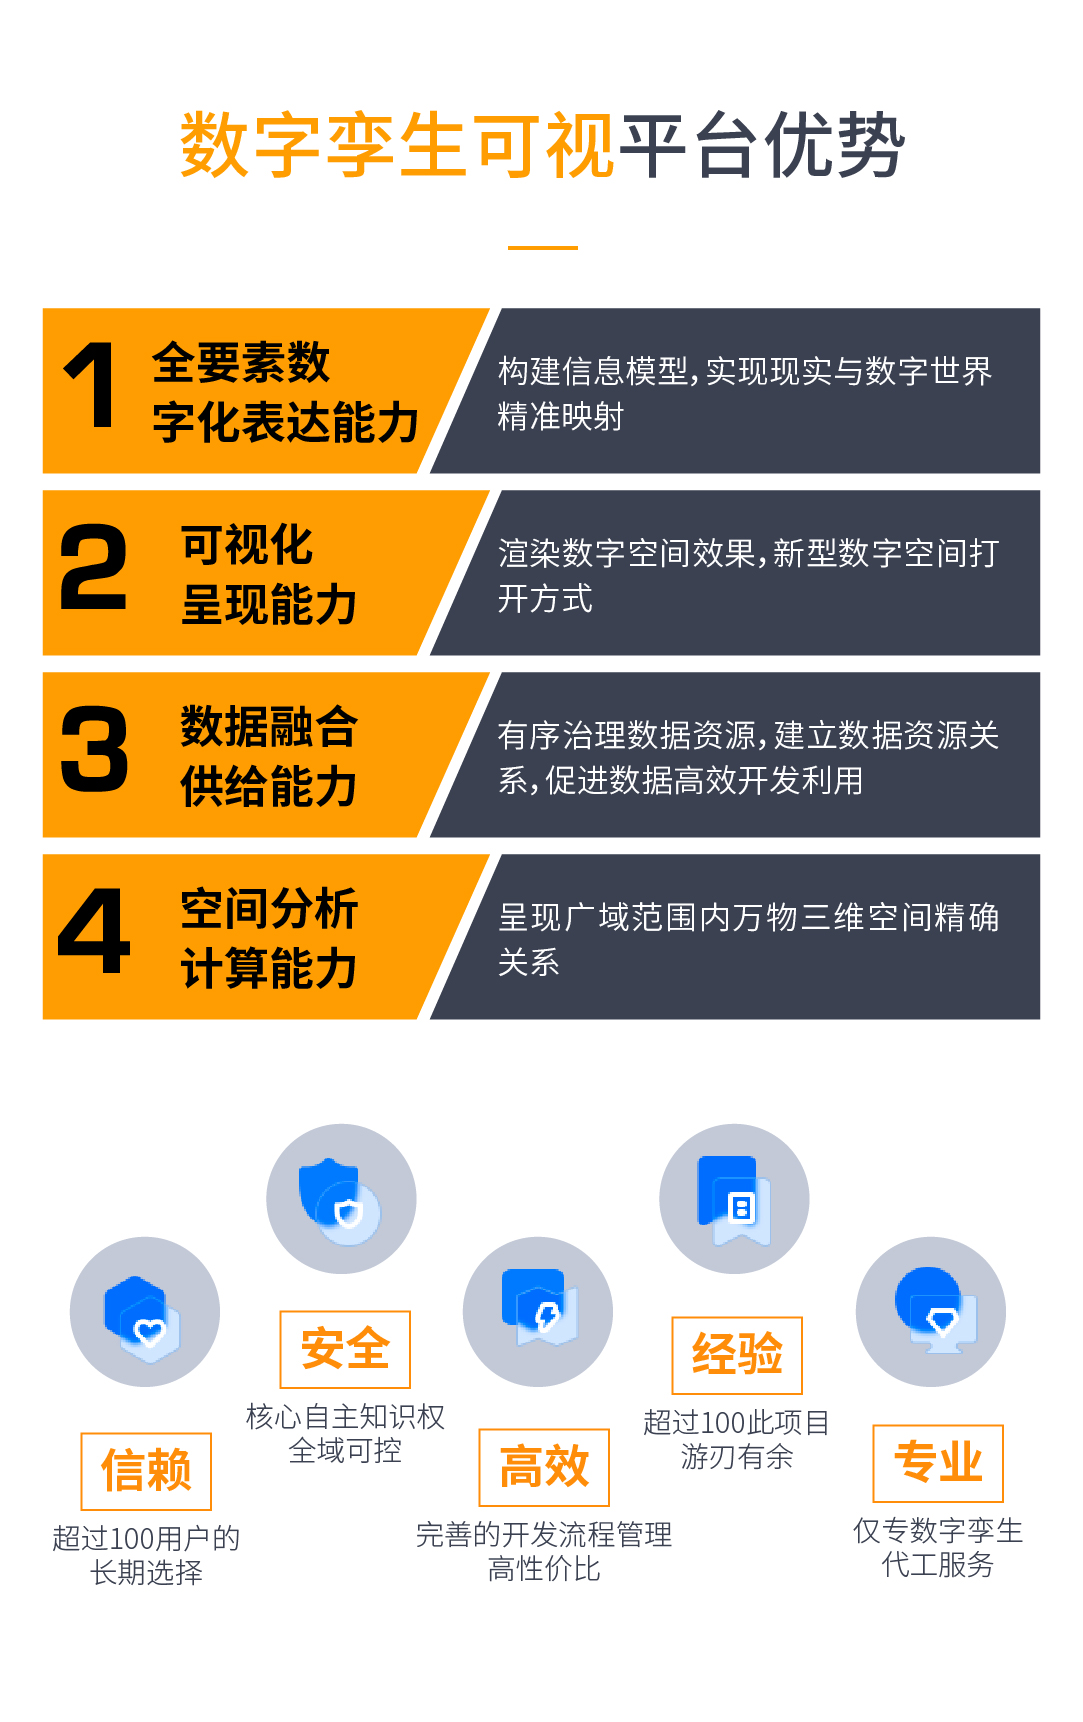 数字孪生可视平台优势
1
全要素数
字化表达能力
构建信息模型，实现现实与数字世界
精准映射
2
可视化
呈现能力
渲染数字空间效果，新型数字空间打
开方式
3
数据融合
供给能力
有序治理数据资源，建立数据资源关
系，促进数据高效开发利用
4
空间分析
计算能力
呈现广域范围内万物三维空间精确
关系
信赖
超过100用户的
长期选择
安全
核心自主知识权
全域可控
高效
完善的开发流程管理
高性价比
经验
超过100此项目
游刃有余
专业
仅专数字孪生
代工服务